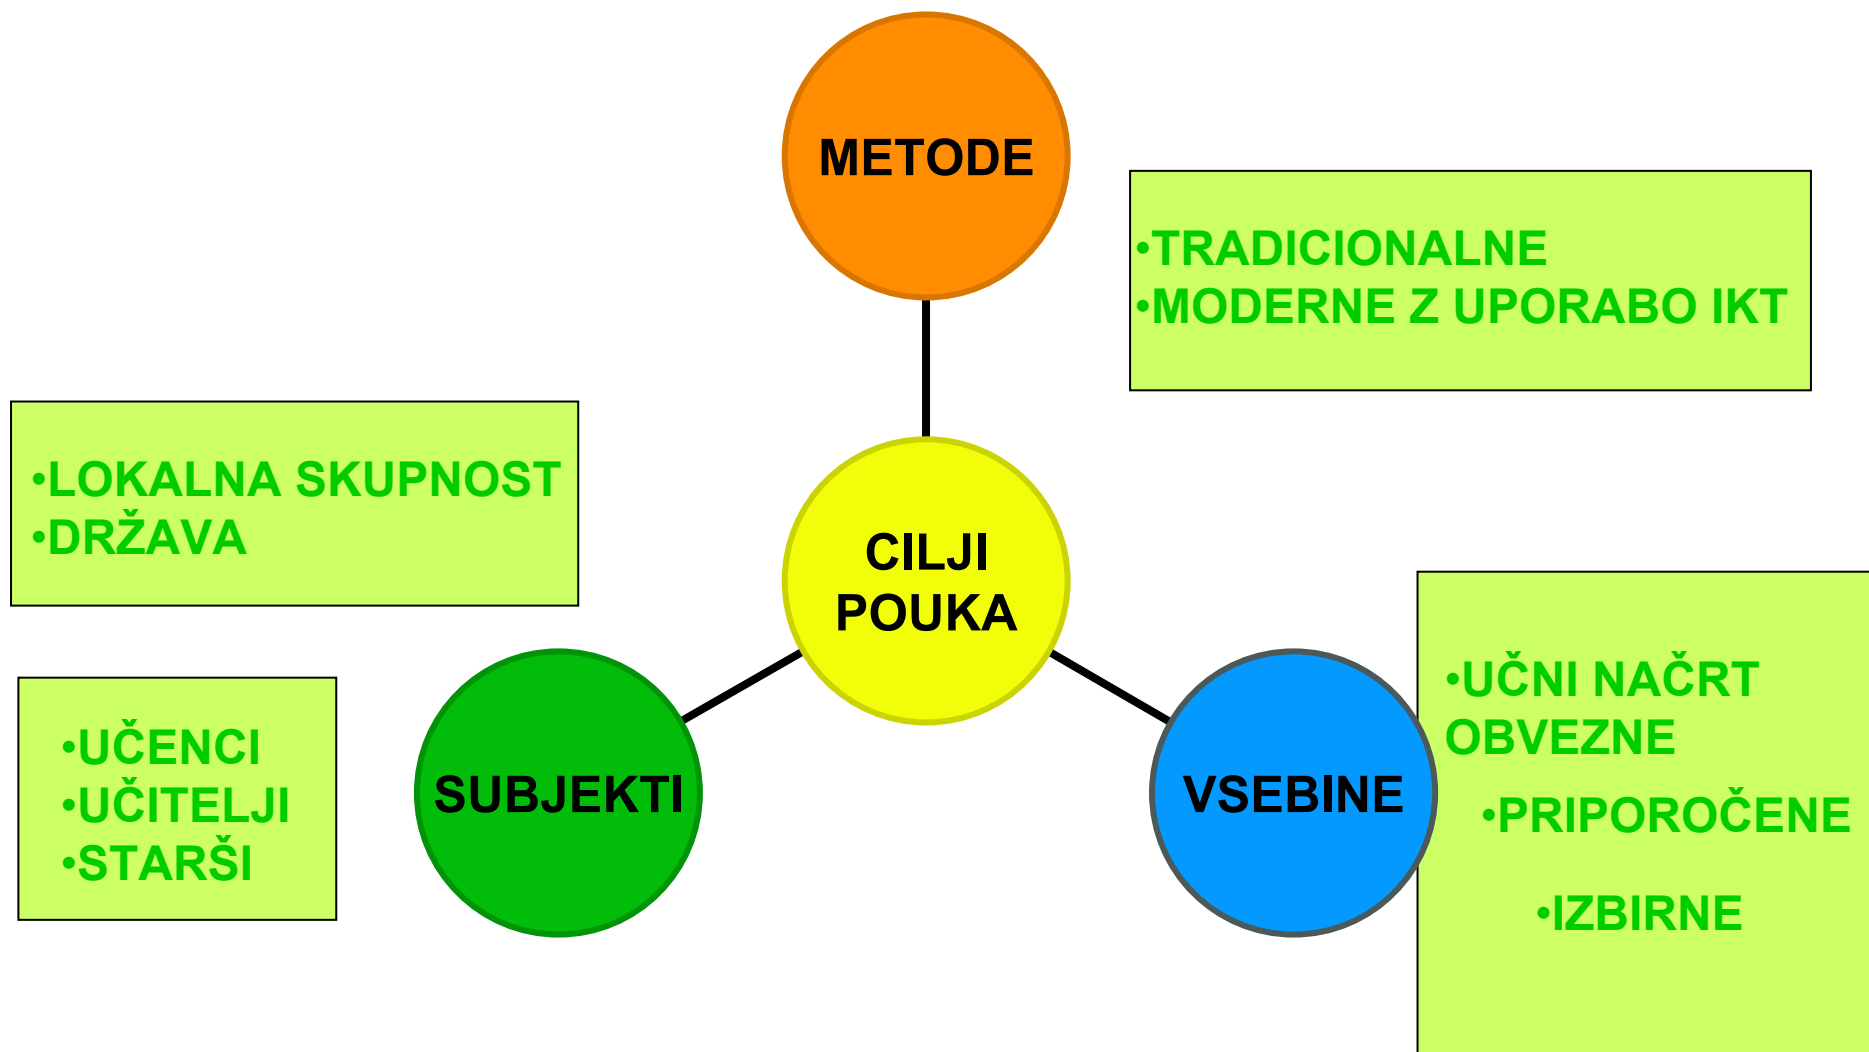 METODE
•TRADICIONALNE
•MODERNE Z UPORABO IKT
•LOKALNA SKUPNOST
•DRŽAVA
CILJI
POUKA
•UČENCI
•UČITELJI
•STARŠI
SUBJEKTI
VSEBINE
•UČNI NAČRT
OBVEZNE
•PRIPOROČENE
•IZBIRNE